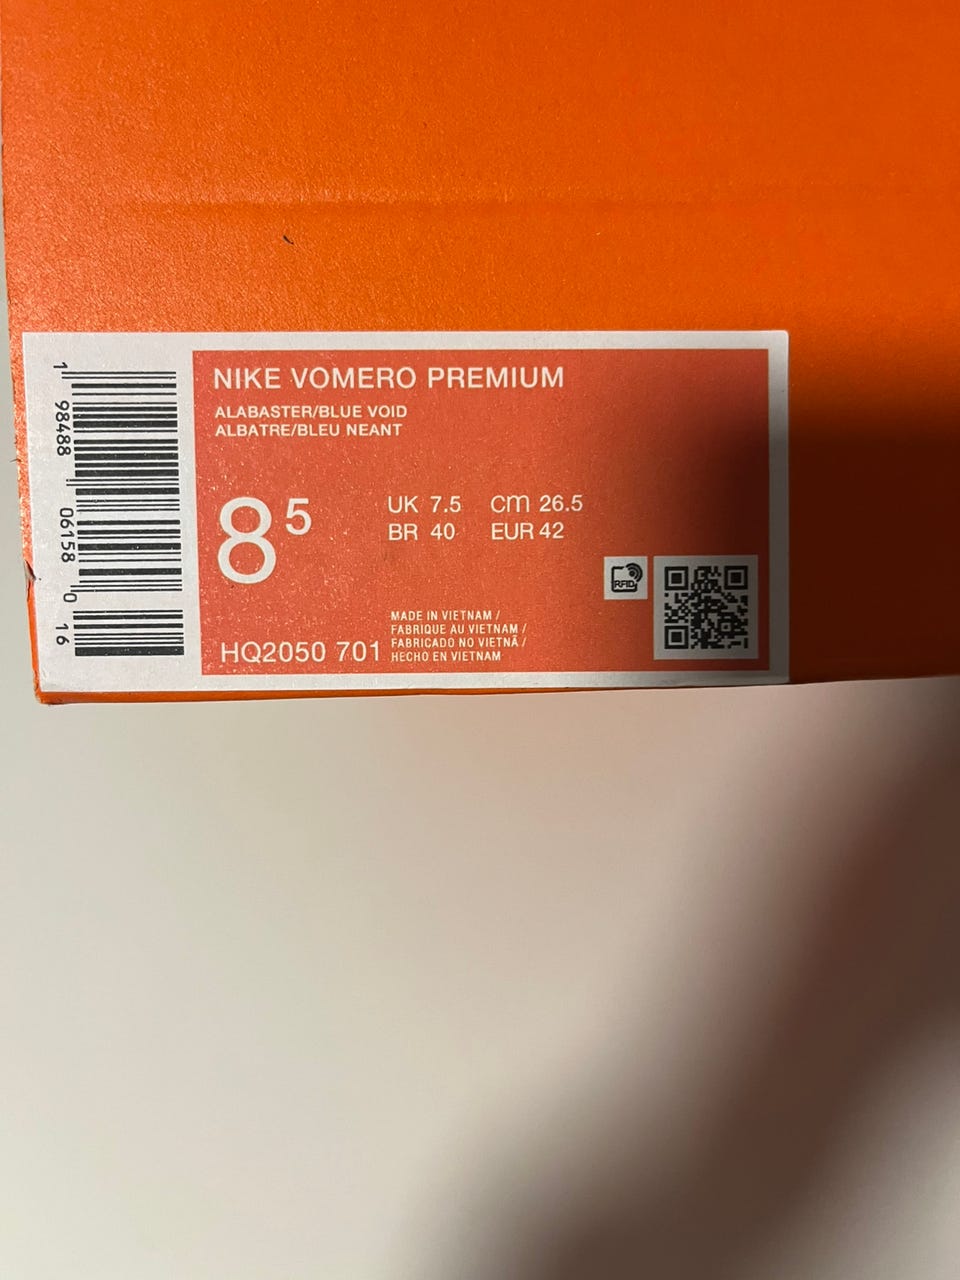 NIKE VOMERO PREMIUM
ALABASTER/BLUE VOID
ALBATRE/BLEU NEANT
8 5
UK 7.5 cm 26.5
BR 40 EUR 42
RFID
HQ2050 701
MADE IN VIETNAM /
FABRIQUE AU VIETNAM /
FABRICADO NO VIETNÃ /
HECHO EN VIETNAM
1 98488 06158 0 16